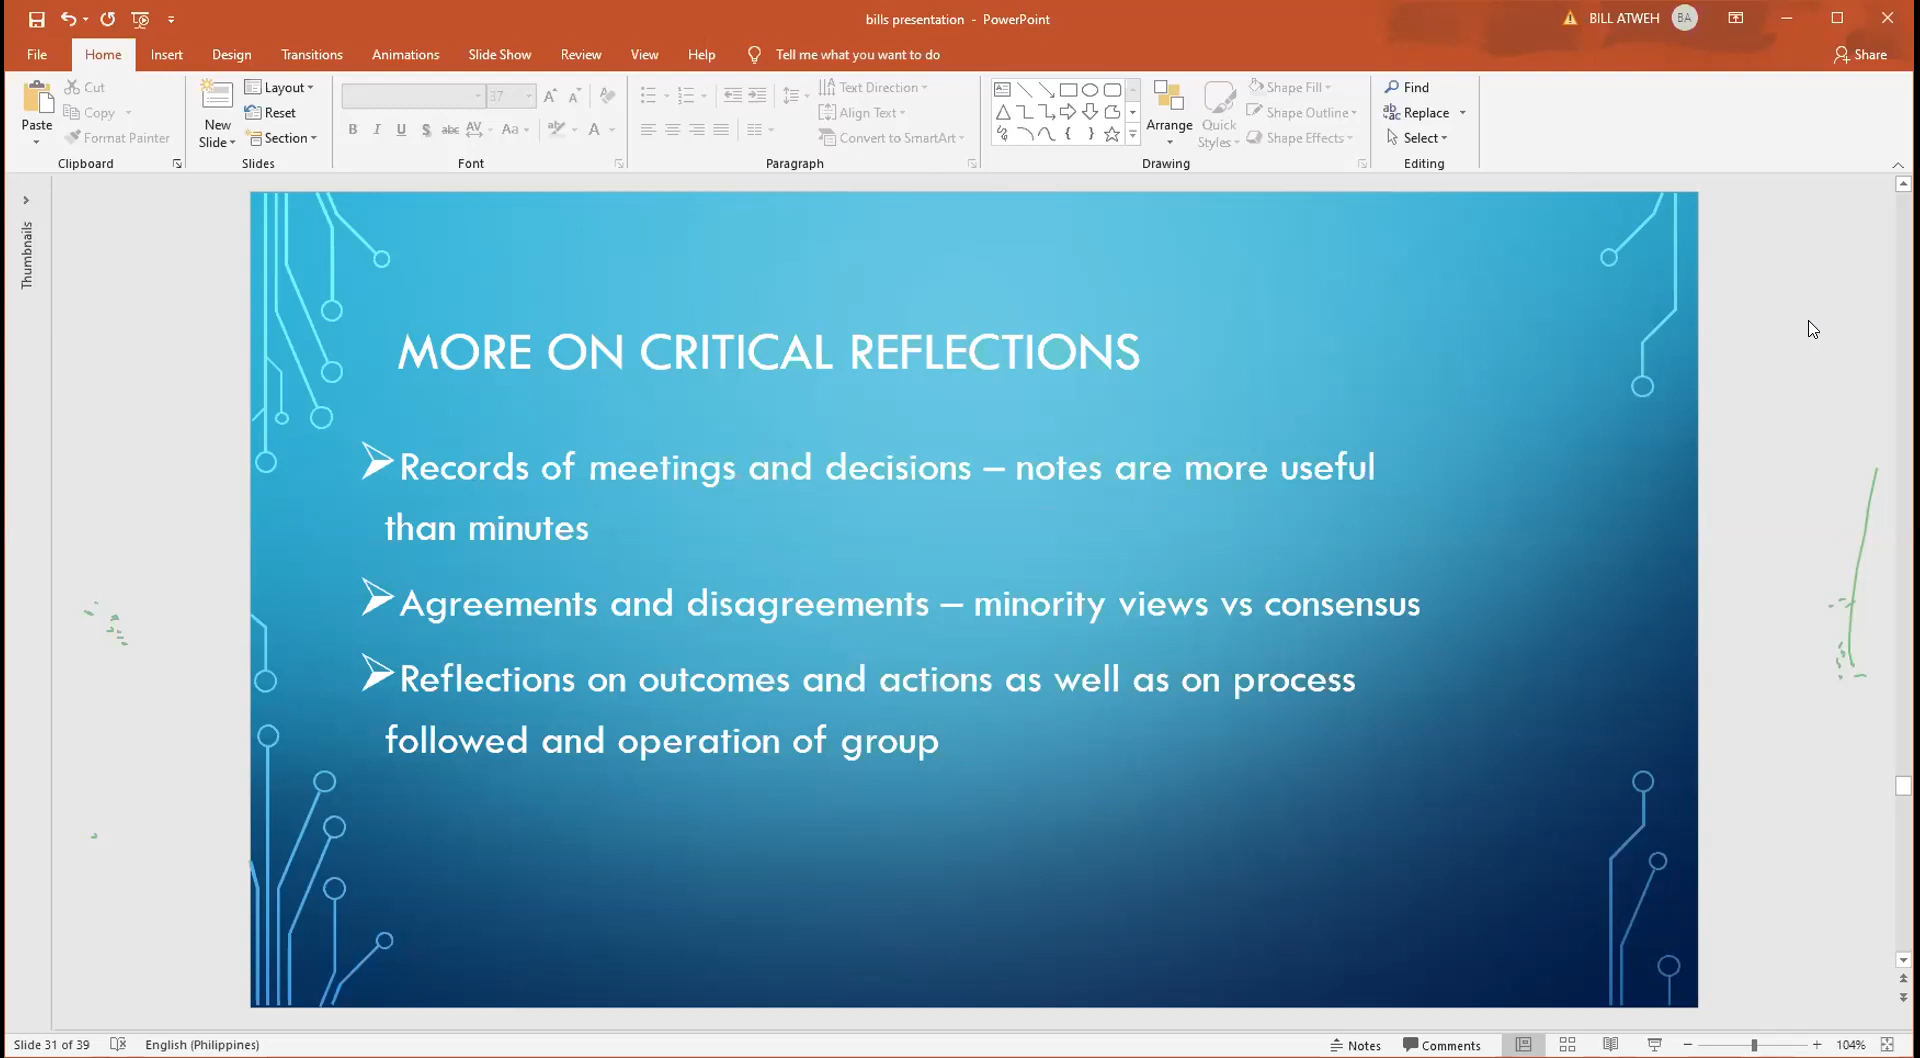 bills presentation - PowerPoint
BILL ATWEH
BA
File Home Insert Design Transitions Animations Slide Show Review View Help Tell me what you want to do
Share
Paste
Cut
Copy
Format Painter
Clipboard
New Slide
Layout
Reset
Section
Slides
37
B I U S abc AV Aa A
Font
Text Direction
Align Text
Convert to SmartArt
Paragraph
Arrange
Quick Styles
Shape Fill
Shape Outline
Shape Effects
Drawing
Find
Replace
Select
Editing
Thumbnails
MORE ON CRITICAL REFLECTIONS
Records of meetings and decisions – notes are more useful
than minutes
Agreements and disagreements – minority views vs consensus
Reflections on outcomes and actions as well as on process
followed and operation of group
Slide 31 of 39 English (Philippines) Notes Comments 104%